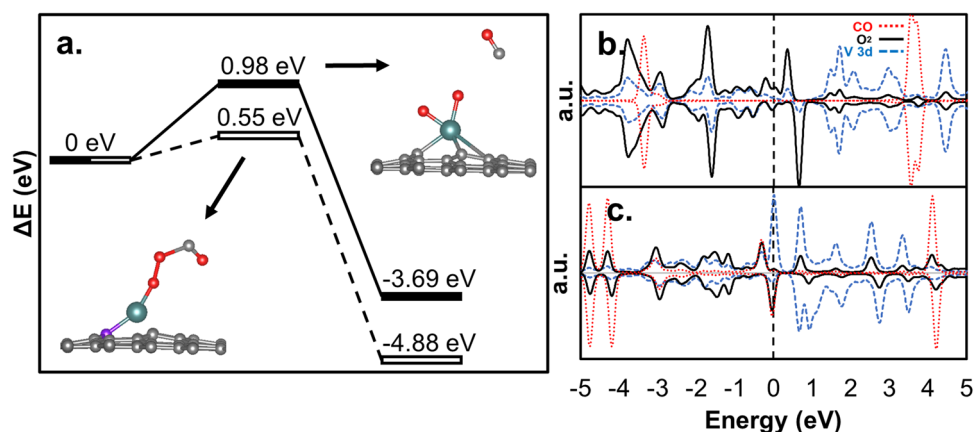 a.
0.98 eV
0.55 eV
0 eV
-3.69 eV
-4.88 eV
ΔE (eV)
b.
CO
O²
V 3d
a.u.
c.
a.u.
-5 -4 -3 -2 -1 0 1 2 3 4 5
Energy (eV)